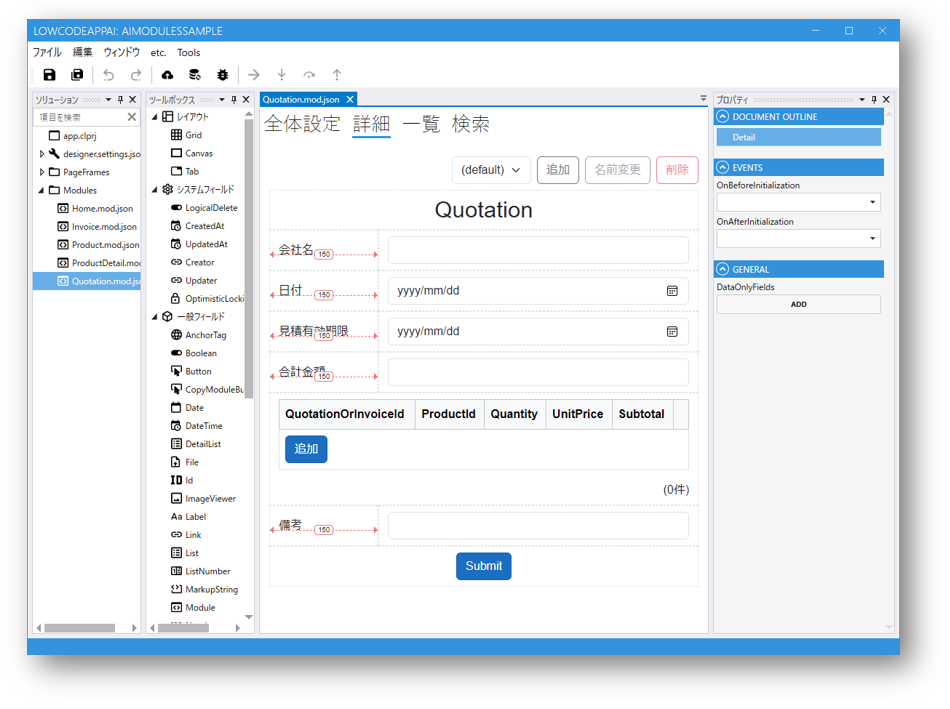 LOWCODEAPPAI: AIMODULESSAMPLE
ファイル 編集 ウィンドウ etc. Tools
ソリューション
項目を検索
app.clprj
designer.settings.jso
PageFrames
Modules
Home.mod.json
Invoice.mod.json
Product.mod.json
ProductDetail.mo
Quotation.mod.js
ツールボックス
レイアウト
Grid
Canvas
Tab
システムフィールド
LogicalDelete
CreatedAt
UpdatedAt
Creator
Updater
OptimisticLocki
一般フィールド
AnchorTag
Boolean
Button
CopyModuleBu
Date
DateTime
DetailList
File
Id
ImageViewer
Label
Link
List
ListNumber
MarkupString
Module
Quotation.mod.json
全体設定 詳細 一覧 検索
(default) 追加 名前変更 削除
Quotation
会社名 150
日付 150 yyyy/mm/dd
見積有効期限 150 yyyy/mm/dd
合計金額 150
QuotationOrInvoiceId ProductId Quantity UnitPrice Subtotal
追加
(0件)
備考 150
Submit
プロパティ
DOCUMENT OUTLINE
Detail
EVENTS
OnBeforeInitialization
OnAfterInitialization
GENERAL
DataOnlyFields
ADD